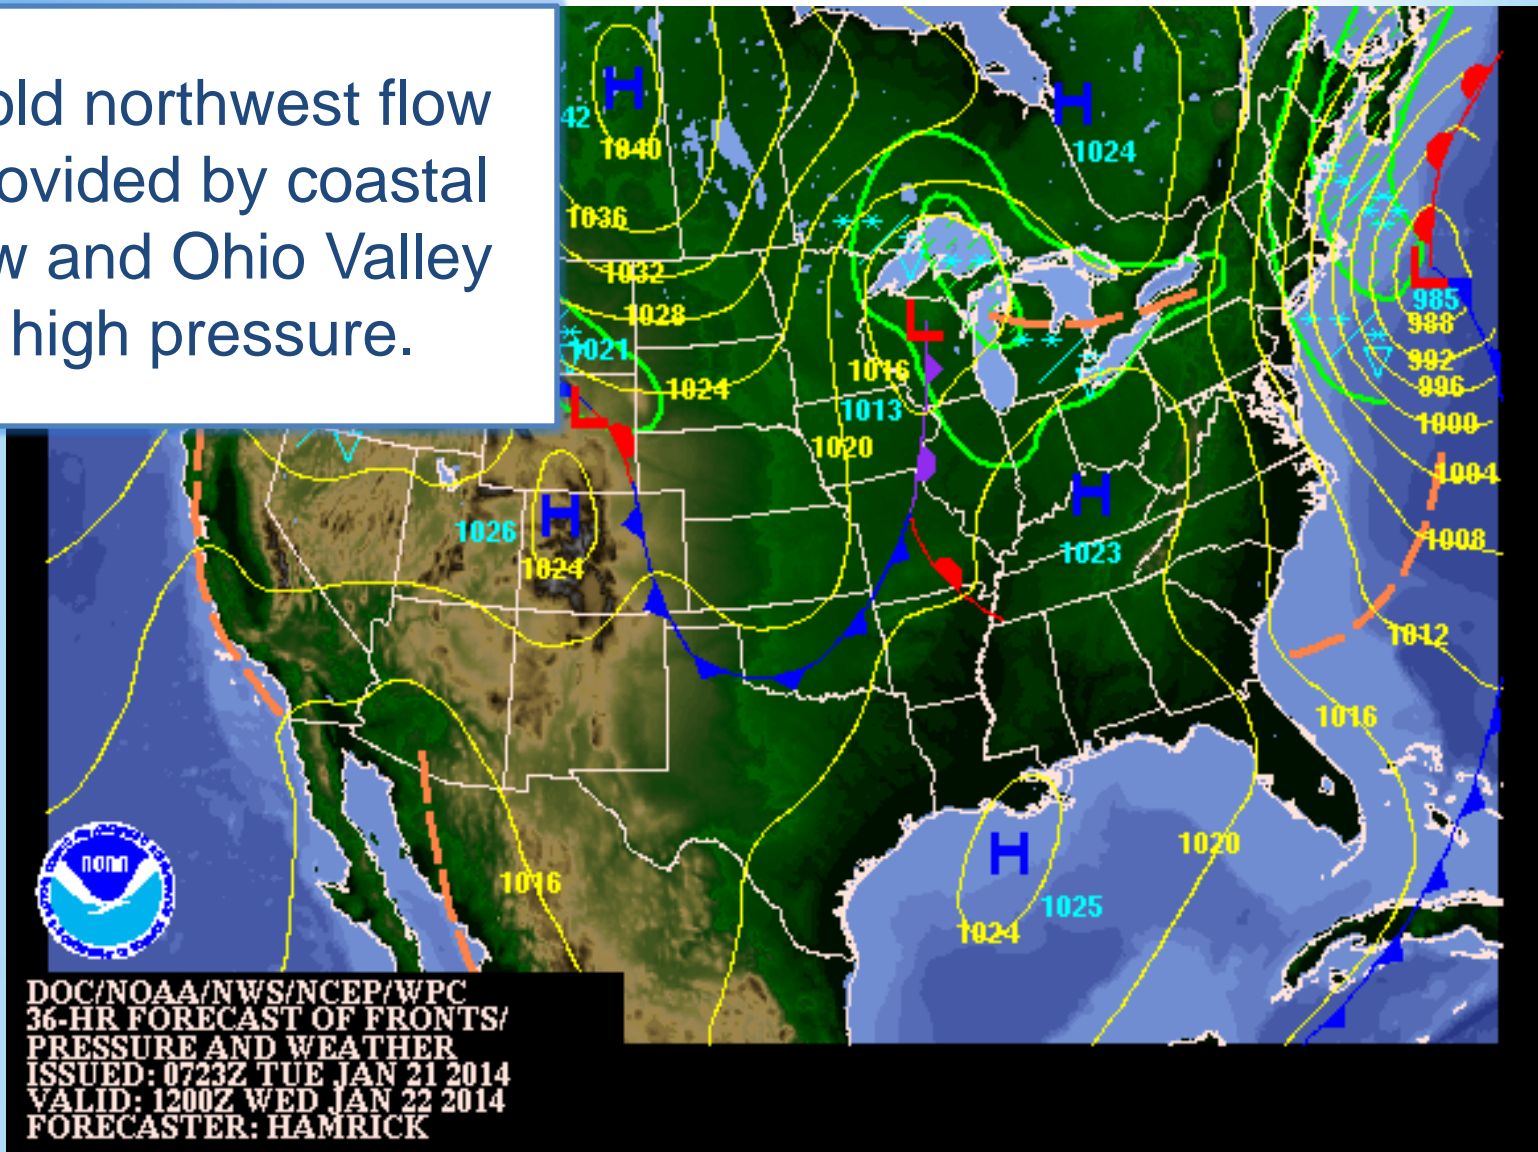 old northwest flow
rovided by coastal
w and Ohio Valley
high pressure.
H
42
1040
H
1024
1036
1032
1028
1021
1024
L
L
1016
1013
1020
L
985
988
992
996
1000
1004
1008
1012
1016
H
1026
1024
H
1023
H
1025
1024
1020
1016
noaa
DOC/NOAA/NWS/NCEP/WPC
36-HR FORECAST OF FRONTS/
PRESSURE AND WEATHER
ISSUED: 0723Z TUE JAN 21 2014
VALID: 1200Z WED JAN 22 2014
FORECASTER: HAMRICK